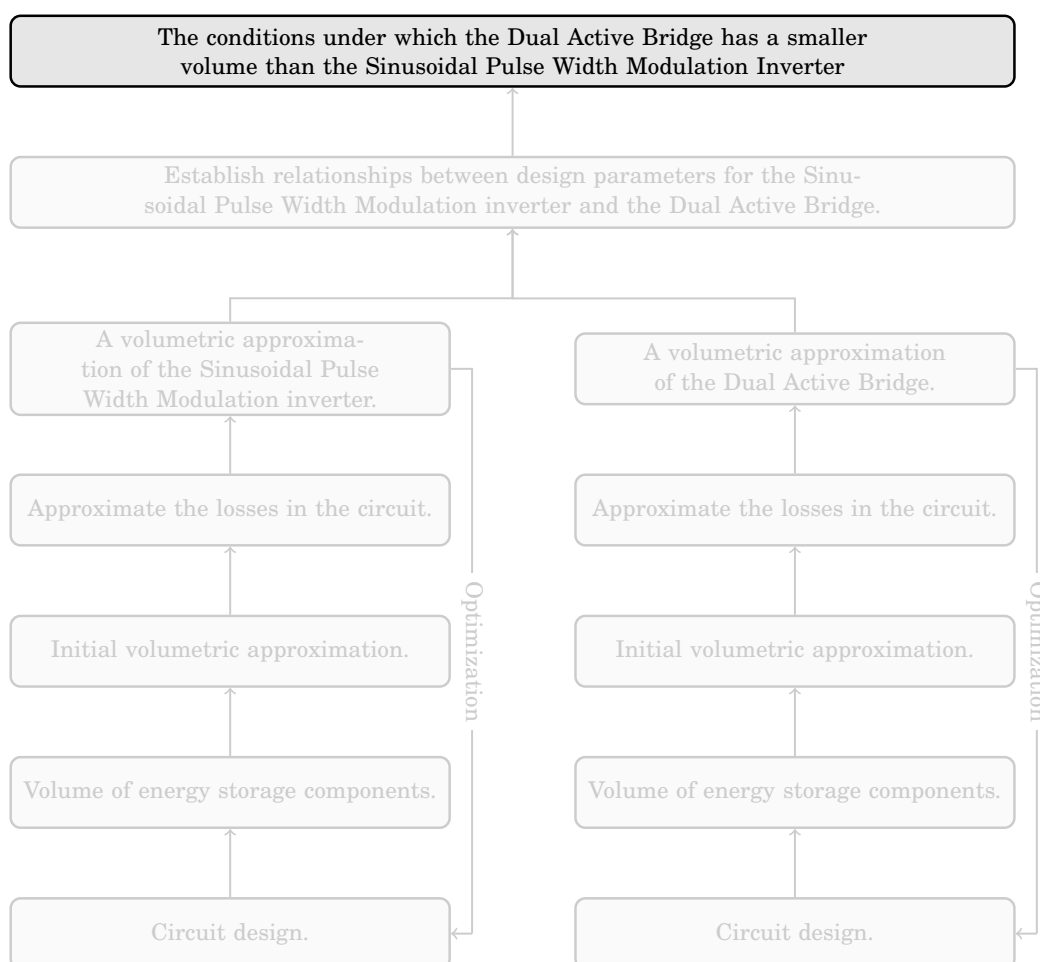 The conditions under which the Dual Active Bridge has a smaller
volume than the Sinusoidal Pulse Width Modulation Inverter
Establish relationships between design parameters for the Sinu-
soidal Pulse Width Modulation inverter and the Dual Active Bridge.
A volumetric approxima-
tion of the Sinusoidal Pulse
Width Modulation inverter.
A volumetric approximation
of the Dual Active Bridge.
Approximate the losses in the circuit.
Approximate the losses in the circuit.
Optimization
Optimization
Initial volumetric approximation.
Initial volumetric approximation.
Volume of energy storage components.
Volume of energy storage components.
Circuit design.
Circuit design.